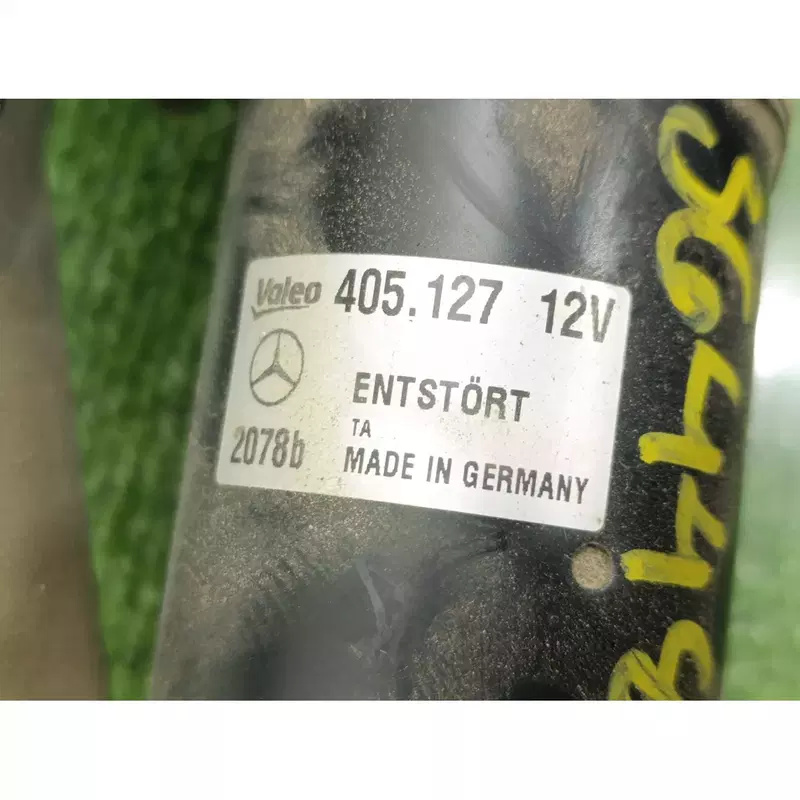 Valeo 405.127 12V
ENTSTÖRT
TA
2078b MADE IN GERMANY